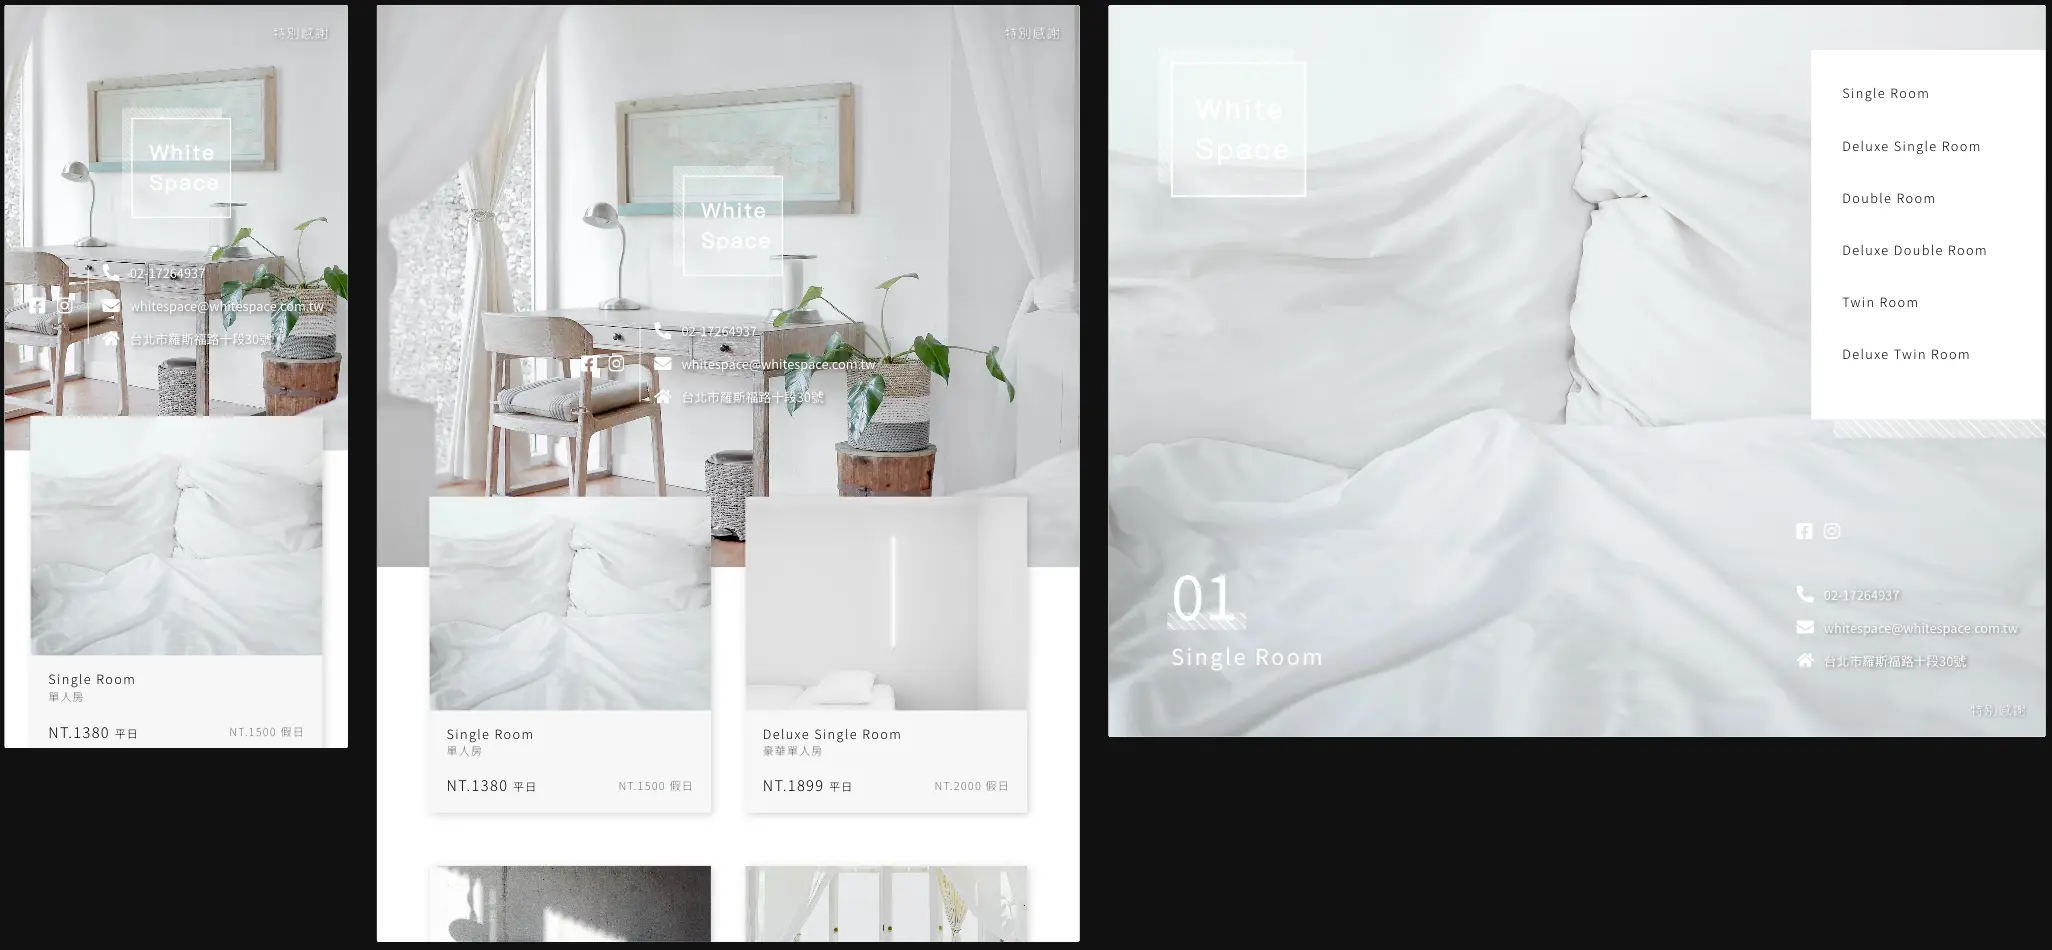 特別感謝
White
Space
02-17264937
whitespace@whitespace.com.tw
台北市羅斯福路十段30號
Single Room
單人房
NT.1380 平日
NT.1500 假日
特別感謝
White
Space
02-17264937
whitespace@whitespace.com.tw
台北市羅斯福路十段30號
Single Room
單人房
NT.1380 平日
NT.1500 假日
Deluxe Single Room
豪華單人房
NT.1899 平日
NT.2000 假日
White
Space
Single Room
Deluxe Single Room
Double Room
Deluxe Double Room
Twin Room
Deluxe Twin Room
01
Single Room
02-17264937
whitespace@whitespace.com.tw
台北市羅斯福路十段30號
特別感謝